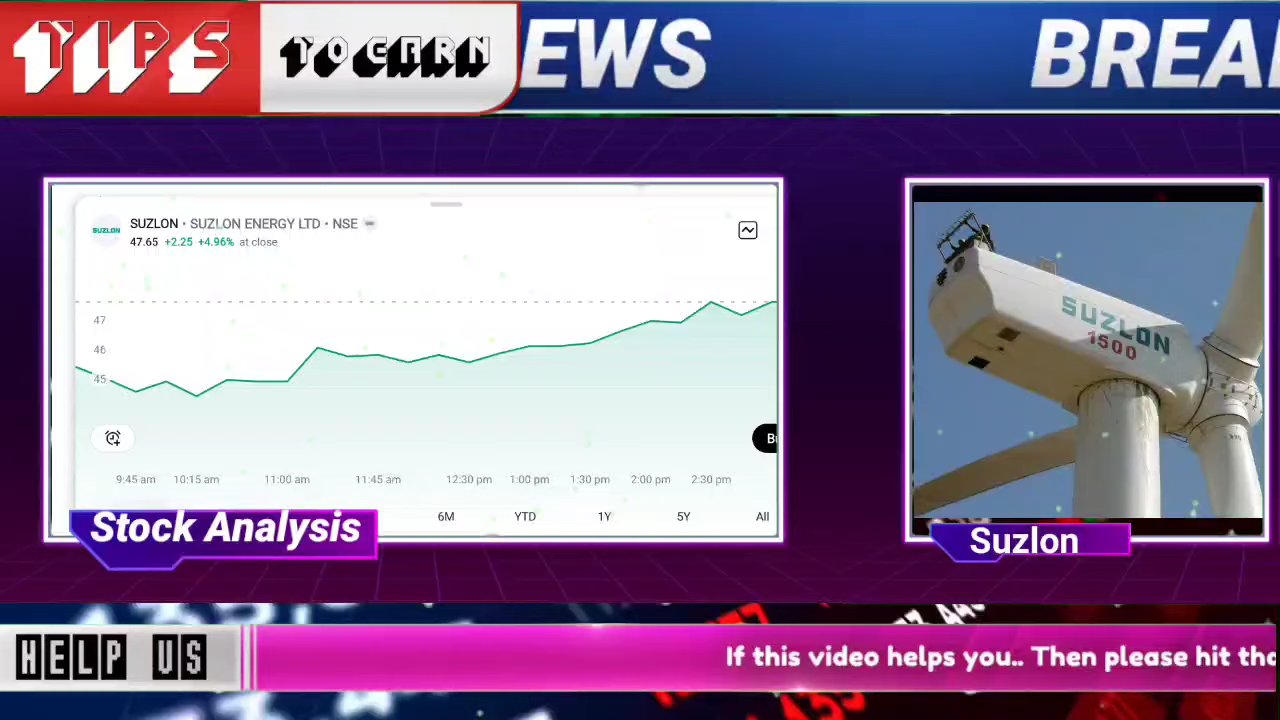 TIPS
TO EARN
EWS
BREA
SUZLON
SUZLON • SUZLON ENERGY LTD • NSE
47.65 +2.25 +4.96% at close
47
46
45
9:45 am 10:15 am 11:00 am 11:45 am 12:30 pm 1:00 pm 1:30 pm 2:00 pm 2:30 pm
6M YTD 1Y 5Y All
Stock Analysis
SUZLON
1500
Suzlon
HELP US
If this video helps you.. Then please hit